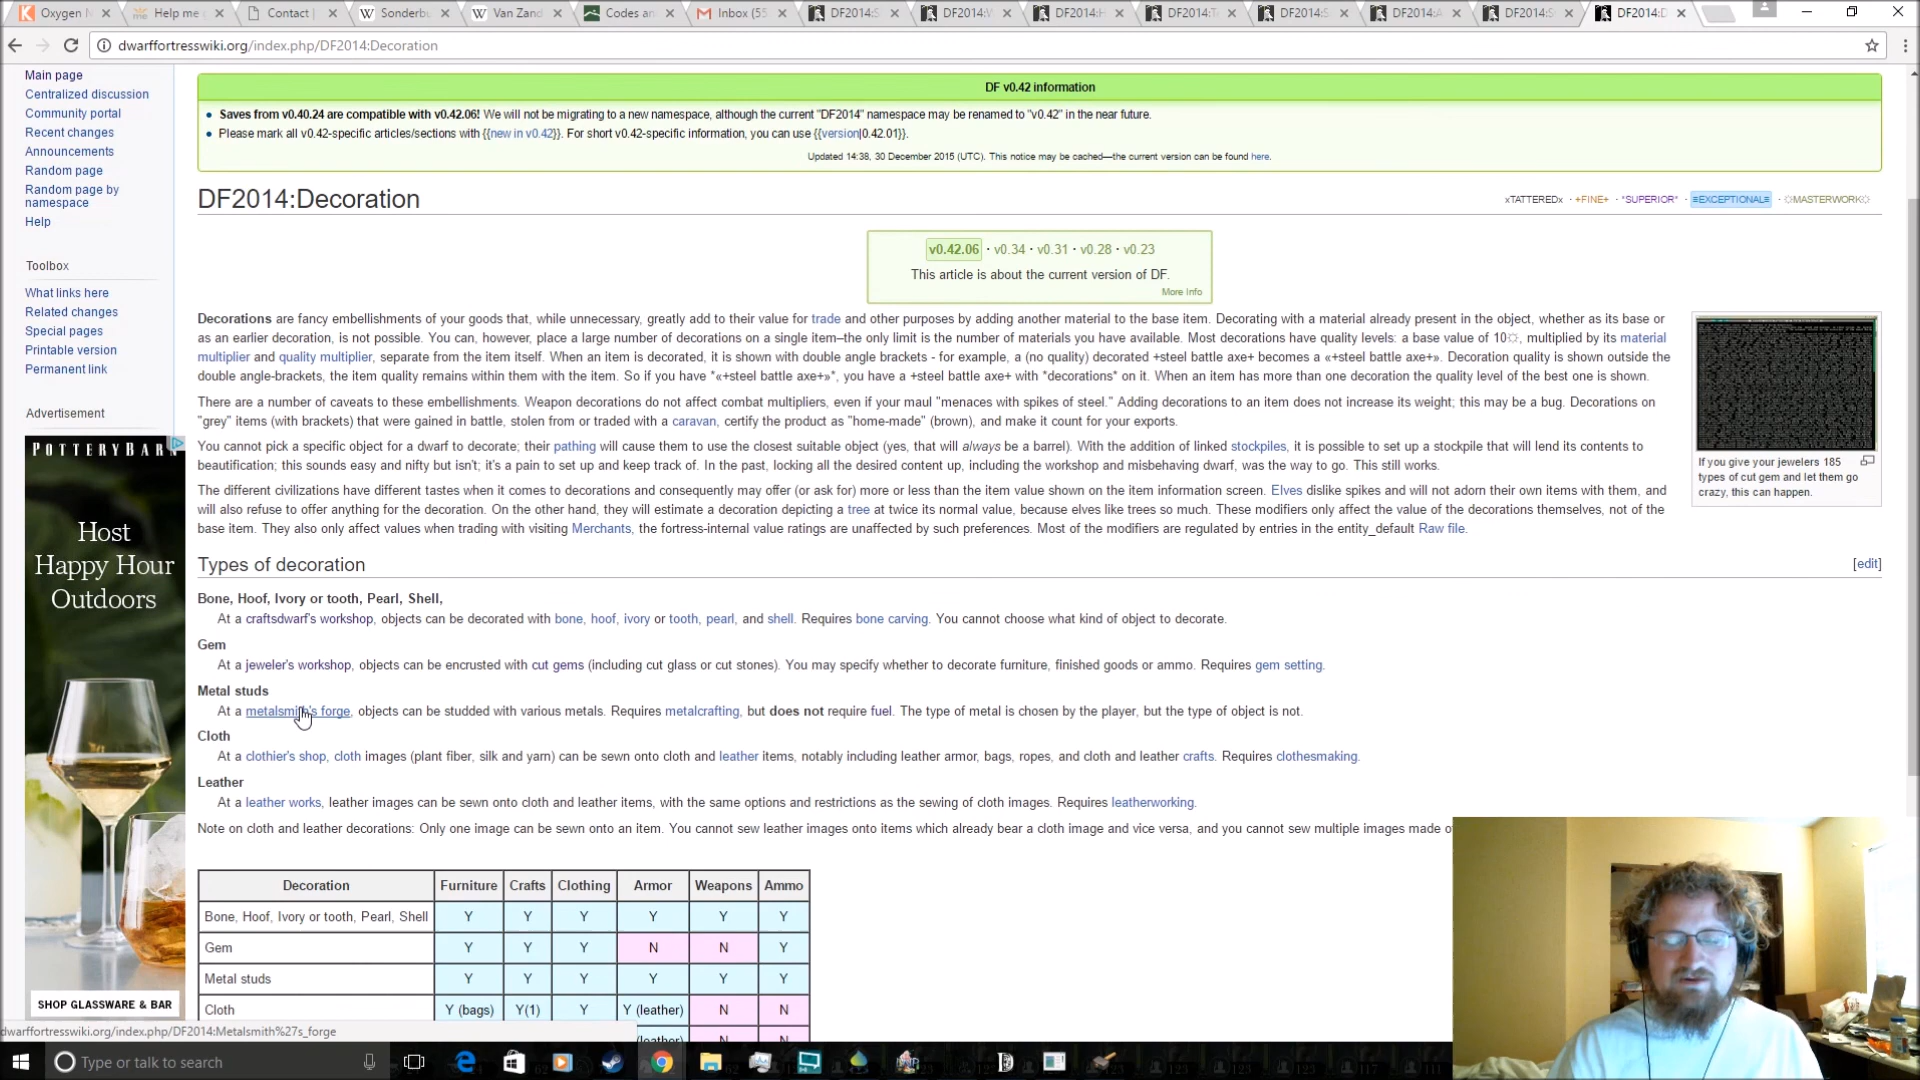 Oxygen
Help me
Contact
Sonderbu
Van Zand
Codes an
Inbox (55
DF2014:S
DF2014:
DF2014:
DF2014:T
DF2014:S
DF2014:A
DF2014:S
DF2014:D
dwarffortresswiki.org/index.php/DF2014:Decoration
Main page
Centralized discussion
Community portal
Recent changes
Announcements
Random page
Random page by
namespace
Help
Toolbox
What links here
Related changes
Special pages
Printable version
Permanent link
Advertisement
POTTERYBARN
Host
Happy Hour
Outdoors
SHOP GLASSWARE & BAR
DF v0.42 information
Saves from v0.40.24 are compatible with v0.42.06! We will not be migrating to a new namespace, although the current "DF2014" namespace may be renamed to "v0.42" in the near future.
Please mark all v0.42-specific articles/sections with {{new in v0.42}}. For short v0.42-specific information, you can use {{version|0.42.01}}.
Updated 14:38, 30 December 2015 (UTC). This notice may be cached—the current version can be found here.
DF2014:Decoration
xTATTEREDx · +FINE+ · *SUPERIOR* · ≡EXCEPTIONAL≡ · ☼MASTERWORK☼
v0.42.06 · v0.34 · v0.31 · v0.28 · v0.23
This article is about the current version of DF.
More Info
Decorations are fancy embellishments of your goods that, while unnecessary, greatly add to their value for trade and other purposes by adding another material to the base item. Decorating with a material already present in the object, whether as its base or
as an earlier decoration, is not possible. You can, however, place a large number of decorations on a single item–the only limit is the number of materials you have available. Most decorations have quality levels: a base value of 10☼, multiplied by its material
multiplier and quality multiplier, separate from the item itself. When an item is decorated, it is shown with double angle brackets - for example, a (no quality) decorated +steel battle axe+ becomes a «+steel battle axe+». Decoration quality is shown outside the
double angle-brackets, the item quality remains within them with the item. So if you have *«+steel battle axe+»*, you have a +steel battle axe+ with *decorations* on it. When an item has more than one decoration the quality level of the best one is shown.
There are a number of caveats to these embellishments. Weapon decorations do not affect combat multipliers, even if your maul "menaces with spikes of steel." Adding decorations to an item does not increase its weight; this may be a bug. Decorations on
"grey" items (with brackets) that were gained in battle, stolen from or traded with a caravan, certify the product as "home-made" (brown), and make it count for your exports.
You cannot pick a specific object for a dwarf to decorate; their pathing will cause them to use the closest suitable object (yes, that will always be a barrel). With the addition of linked stockpiles, it is possible to set up a stockpile that will lend its contents to
beautification; this sounds easy and nifty but isn't; it's a pain to set up and keep track of. In the past, locking all the desired content up, including the workshop and misbehaving dwarf, was the way to go. This still works.
The different civilizations have different tastes when it comes to decorations and consequently may offer (or ask for) more or less than the item value shown on the item information screen. Elves dislike spikes and will not adorn their own items with them, and
will also refuse to offer anything for the decoration. On the other hand, they will estimate a decoration depicting a tree at twice its normal value, because elves like trees so much. These modifiers only affect the value of the decorations themselves, not of the
base item. They also only affect values when trading with visiting Merchants, the fortress-internal value ratings are unaffected by such preferences. Most of the modifiers are regulated by entries in the entity_default Raw file.
If you give your jewelers 185
types of cut gem and let them go
crazy, this can happen.
Types of decoration
[edit]
Bone, Hoof, Ivory or tooth, Pearl, Shell,
At a craftsdwarf's workshop, objects can be decorated with bone, hoof, ivory or tooth, pearl, and shell. Requires bone carving. You cannot choose what kind of object to decorate.
Gem
At a jeweler's workshop, objects can be encrusted with cut gems (including cut glass or cut stones). You may specify whether to decorate furniture, finished goods or ammo. Requires gem setting.
Metal studs
At a metalsmith's forge, objects can be studded with various metals. Requires metalcrafting, but does not require fuel. The type of metal is chosen by the player, but the type of object is not.
Cloth
At a clothier's shop, cloth images (plant fiber, silk and yarn) can be sewn onto cloth and leather items, notably including leather armor, bags, ropes, and cloth and leather crafts. Requires clothesmaking.
Leather
At a leather works, leather images can be sewn onto cloth and leather items, with the same options and restrictions as the sewing of cloth images. Requires leatherworking.
Note on cloth and leather decorations: Only one image can be sewn onto an item. You cannot sew leather images onto items which already bear a cloth image and vice versa, and you cannot sew multiple images made o
Decoration Furniture Crafts Clothing Armor Weapons Ammo
Bone, Hoof, Ivory or tooth, Pearl, Shell Y Y Y Y Y Y
Gem Y Y Y N N Y
Metal studs Y Y Y Y Y Y
Cloth Y (bags) Y(1) Y Y (leather) N N
(leather)
dwarffortresswiki.org/index.php/DF2014:Metalsmith%27s_forge
Type or talk to search